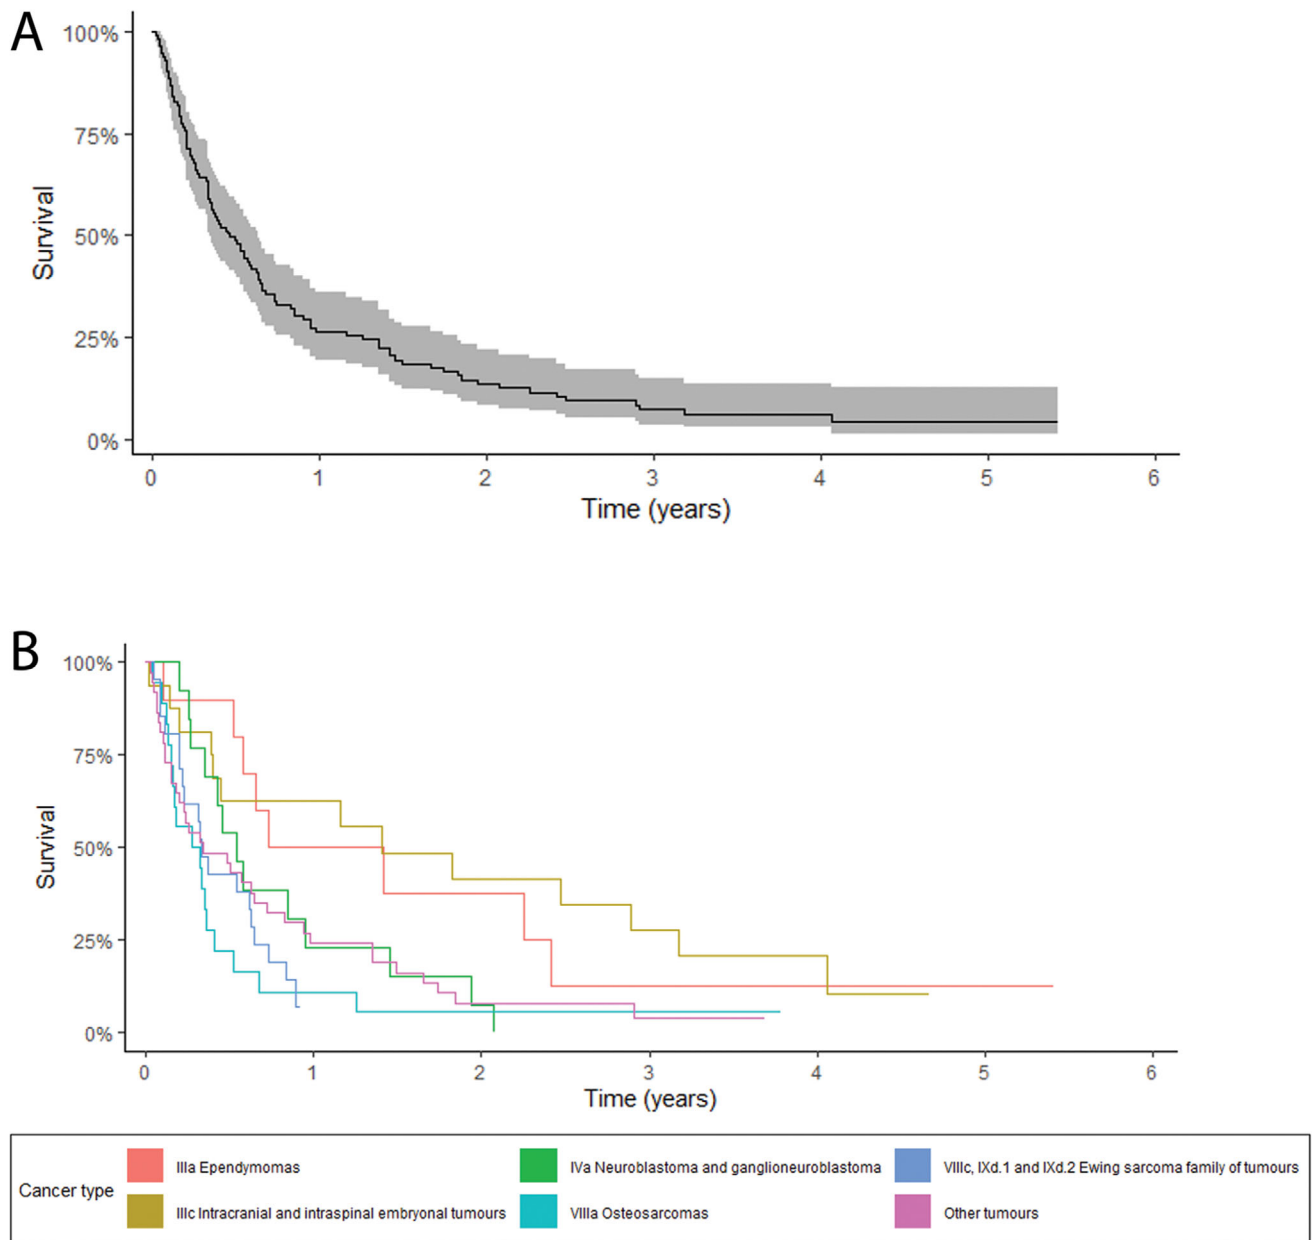 A
100%
75%
50%
25%
0%
Survival
0 1 2 3 4 5 6
Time (years)
B
100%
75%
50%
25%
0%
Survival
0 1 2 3 4 5 6
Time (years)
Cancer type
IIIa Ependymomas
IVa Neuroblastoma and ganglioneuroblastoma
VIIIc, IXd.1 and IXd.2 Ewing sarcoma family of tumours
IIIc Intracranial and intraspinal embryonal tumours
VIIIa Osteosarcomas
Other tumours